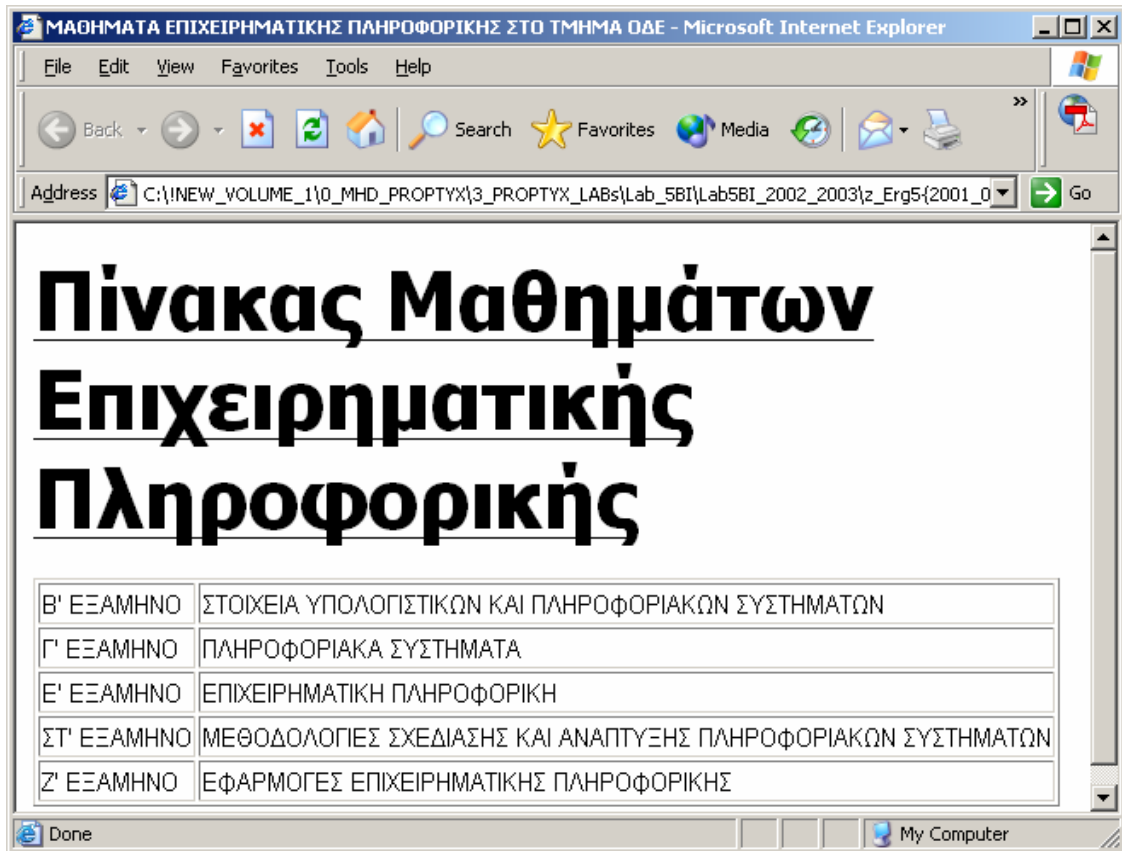 ΜΑΘΗΜΑΤΑ ΕΠΙΧΕΙΡΗΜΑΤΙΚΗΣ ΠΛΗΡΟΦΟΡΙΚΗΣ ΣΤΟ ΤΜΗΜΑ ΟΔΕ - Microsoft Internet Explorer
File Edit View Favorites Tools Help
Back Search Favorites Media »
Address C:\!NEW_VOLUME_1\0_MHD_PROPTYX\3_PROPTYX_LABs\Lab_5BI\Lab5BI_2002_2003\z_Erg5{2001_0 Go
Πίνακας Μαθημάτων
Επιχειρηματικής
Πληροφορικής
Β' ΕΞΑΜΗΝΟ ΣΤΟΙΧΕΙΑ ΥΠΟΛΟΓΙΣΤΙΚΩΝ ΚΑΙ ΠΛΗΡΟΦΟΡΙΑΚΩΝ ΣΥΣΤΗΜΑΤΩΝ
Γ' ΕΞΑΜΗΝΟ ΠΛΗΡΟΦΟΡΙΑΚΑ ΣΥΣΤΗΜΑΤΑ
Ε' ΕΞΑΜΗΝΟ ΕΠΙΧΕΙΡΗΜΑΤΙΚΗ ΠΛΗΡΟΦΟΡΙΚΗ
ΣΤ' ΕΞΑΜΗΝΟ ΜΕΘΟΔΟΛΟΓΙΕΣ ΣΧΕΔΙΑΣΗΣ ΚΑΙ ΑΝΑΠΤΥΞΗΣ ΠΛΗΡΟΦΟΡΙΑΚΩΝ ΣΥΣΤΗΜΑΤΩΝ
Ζ' ΕΞΑΜΗΝΟ ΕΦΑΡΜΟΓΕΣ ΕΠΙΧΕΙΡΗΜΑΤΙΚΗΣ ΠΛΗΡΟΦΟΡΙΚΗΣ
Done My Computer